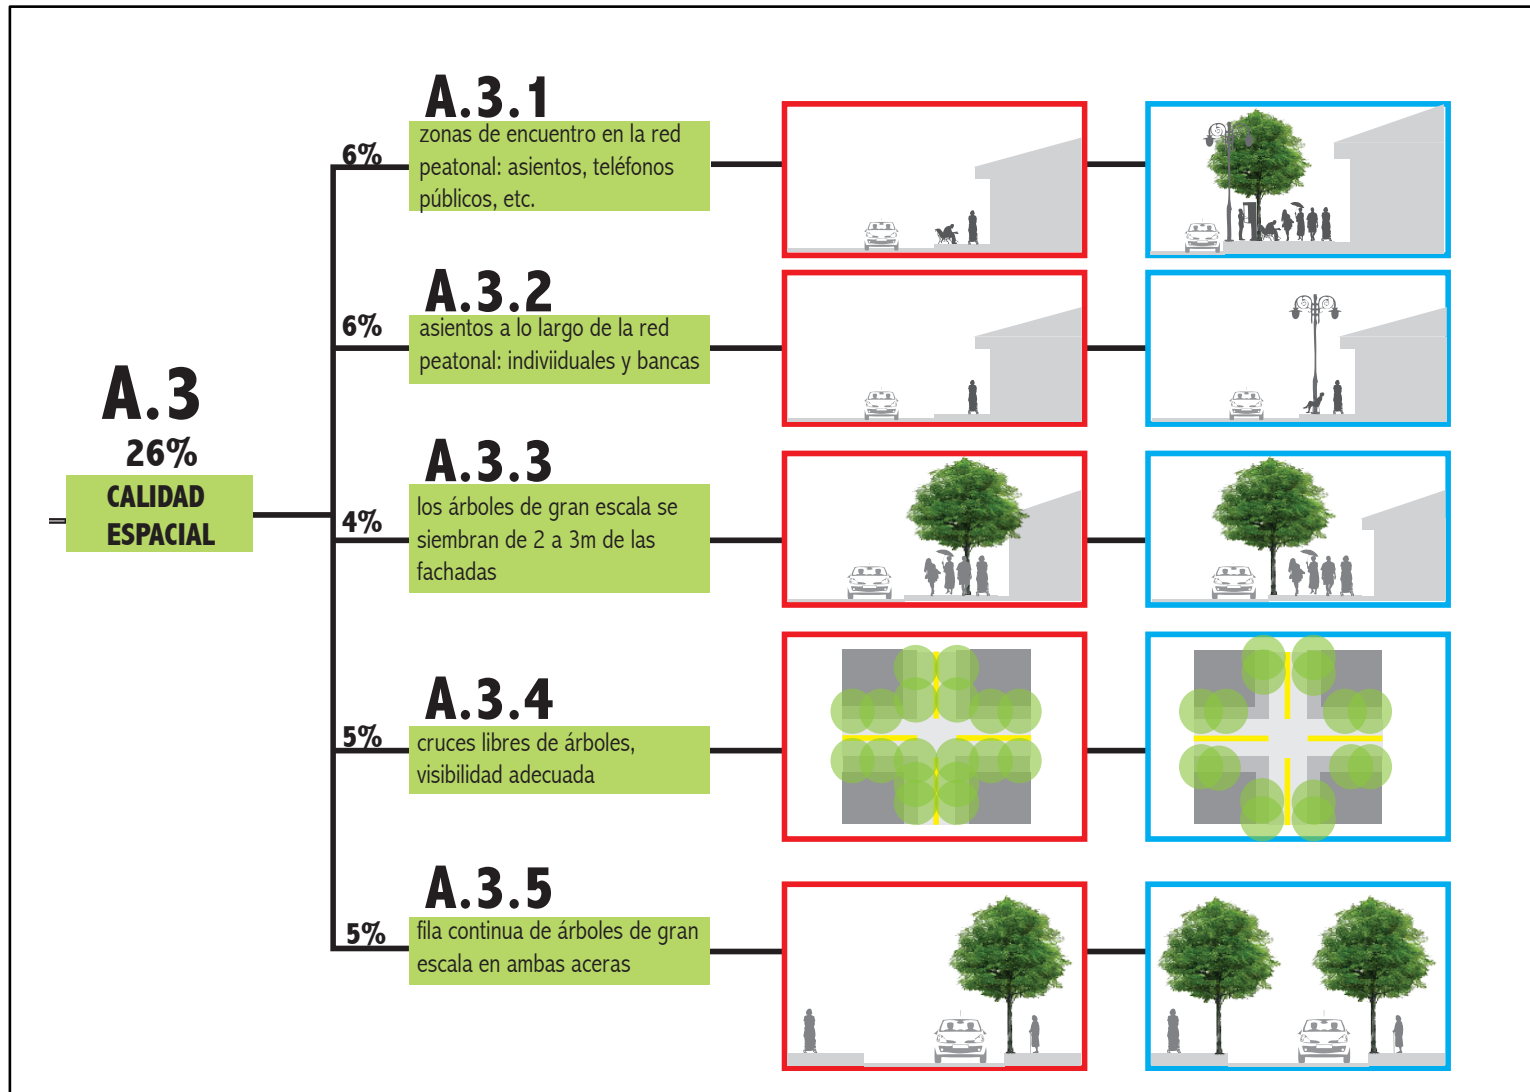 A.3
26%
CALIDAD
ESPACIAL
6%
A.3.1
zonas de encuentro en la red
peatonal: asientos, teléfonos
públicos, etc.
6%
A.3.2
asientos a lo largo de la red
peatonal: indiviiduales y bancas
4%
A.3.3
los árboles de gran escala se
siembran de 2 a 3m de las
fachadas
5%
A.3.4
cruces libres de árboles,
visibilidad adecuada
5%
A.3.5
fila continua de árboles de gran
escala en ambas aceras